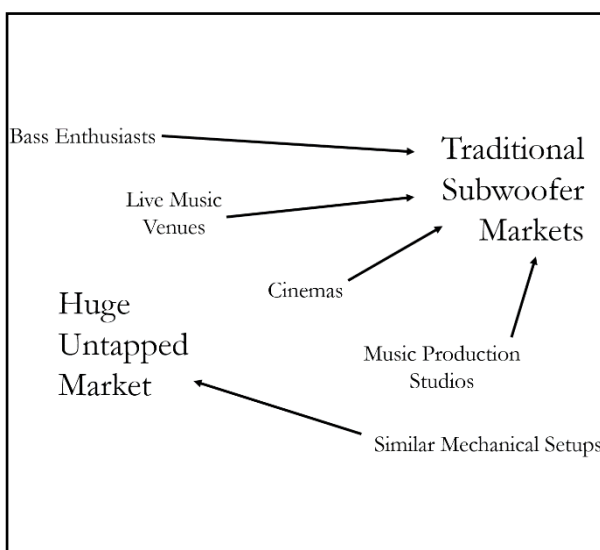 Bass Enthusiasts
Traditional
Subwoofer
Markets
Live Music
Venues
Cinemas
Huge
Untapped
Market
Music Production
Studios
Similar Mechanical Setups